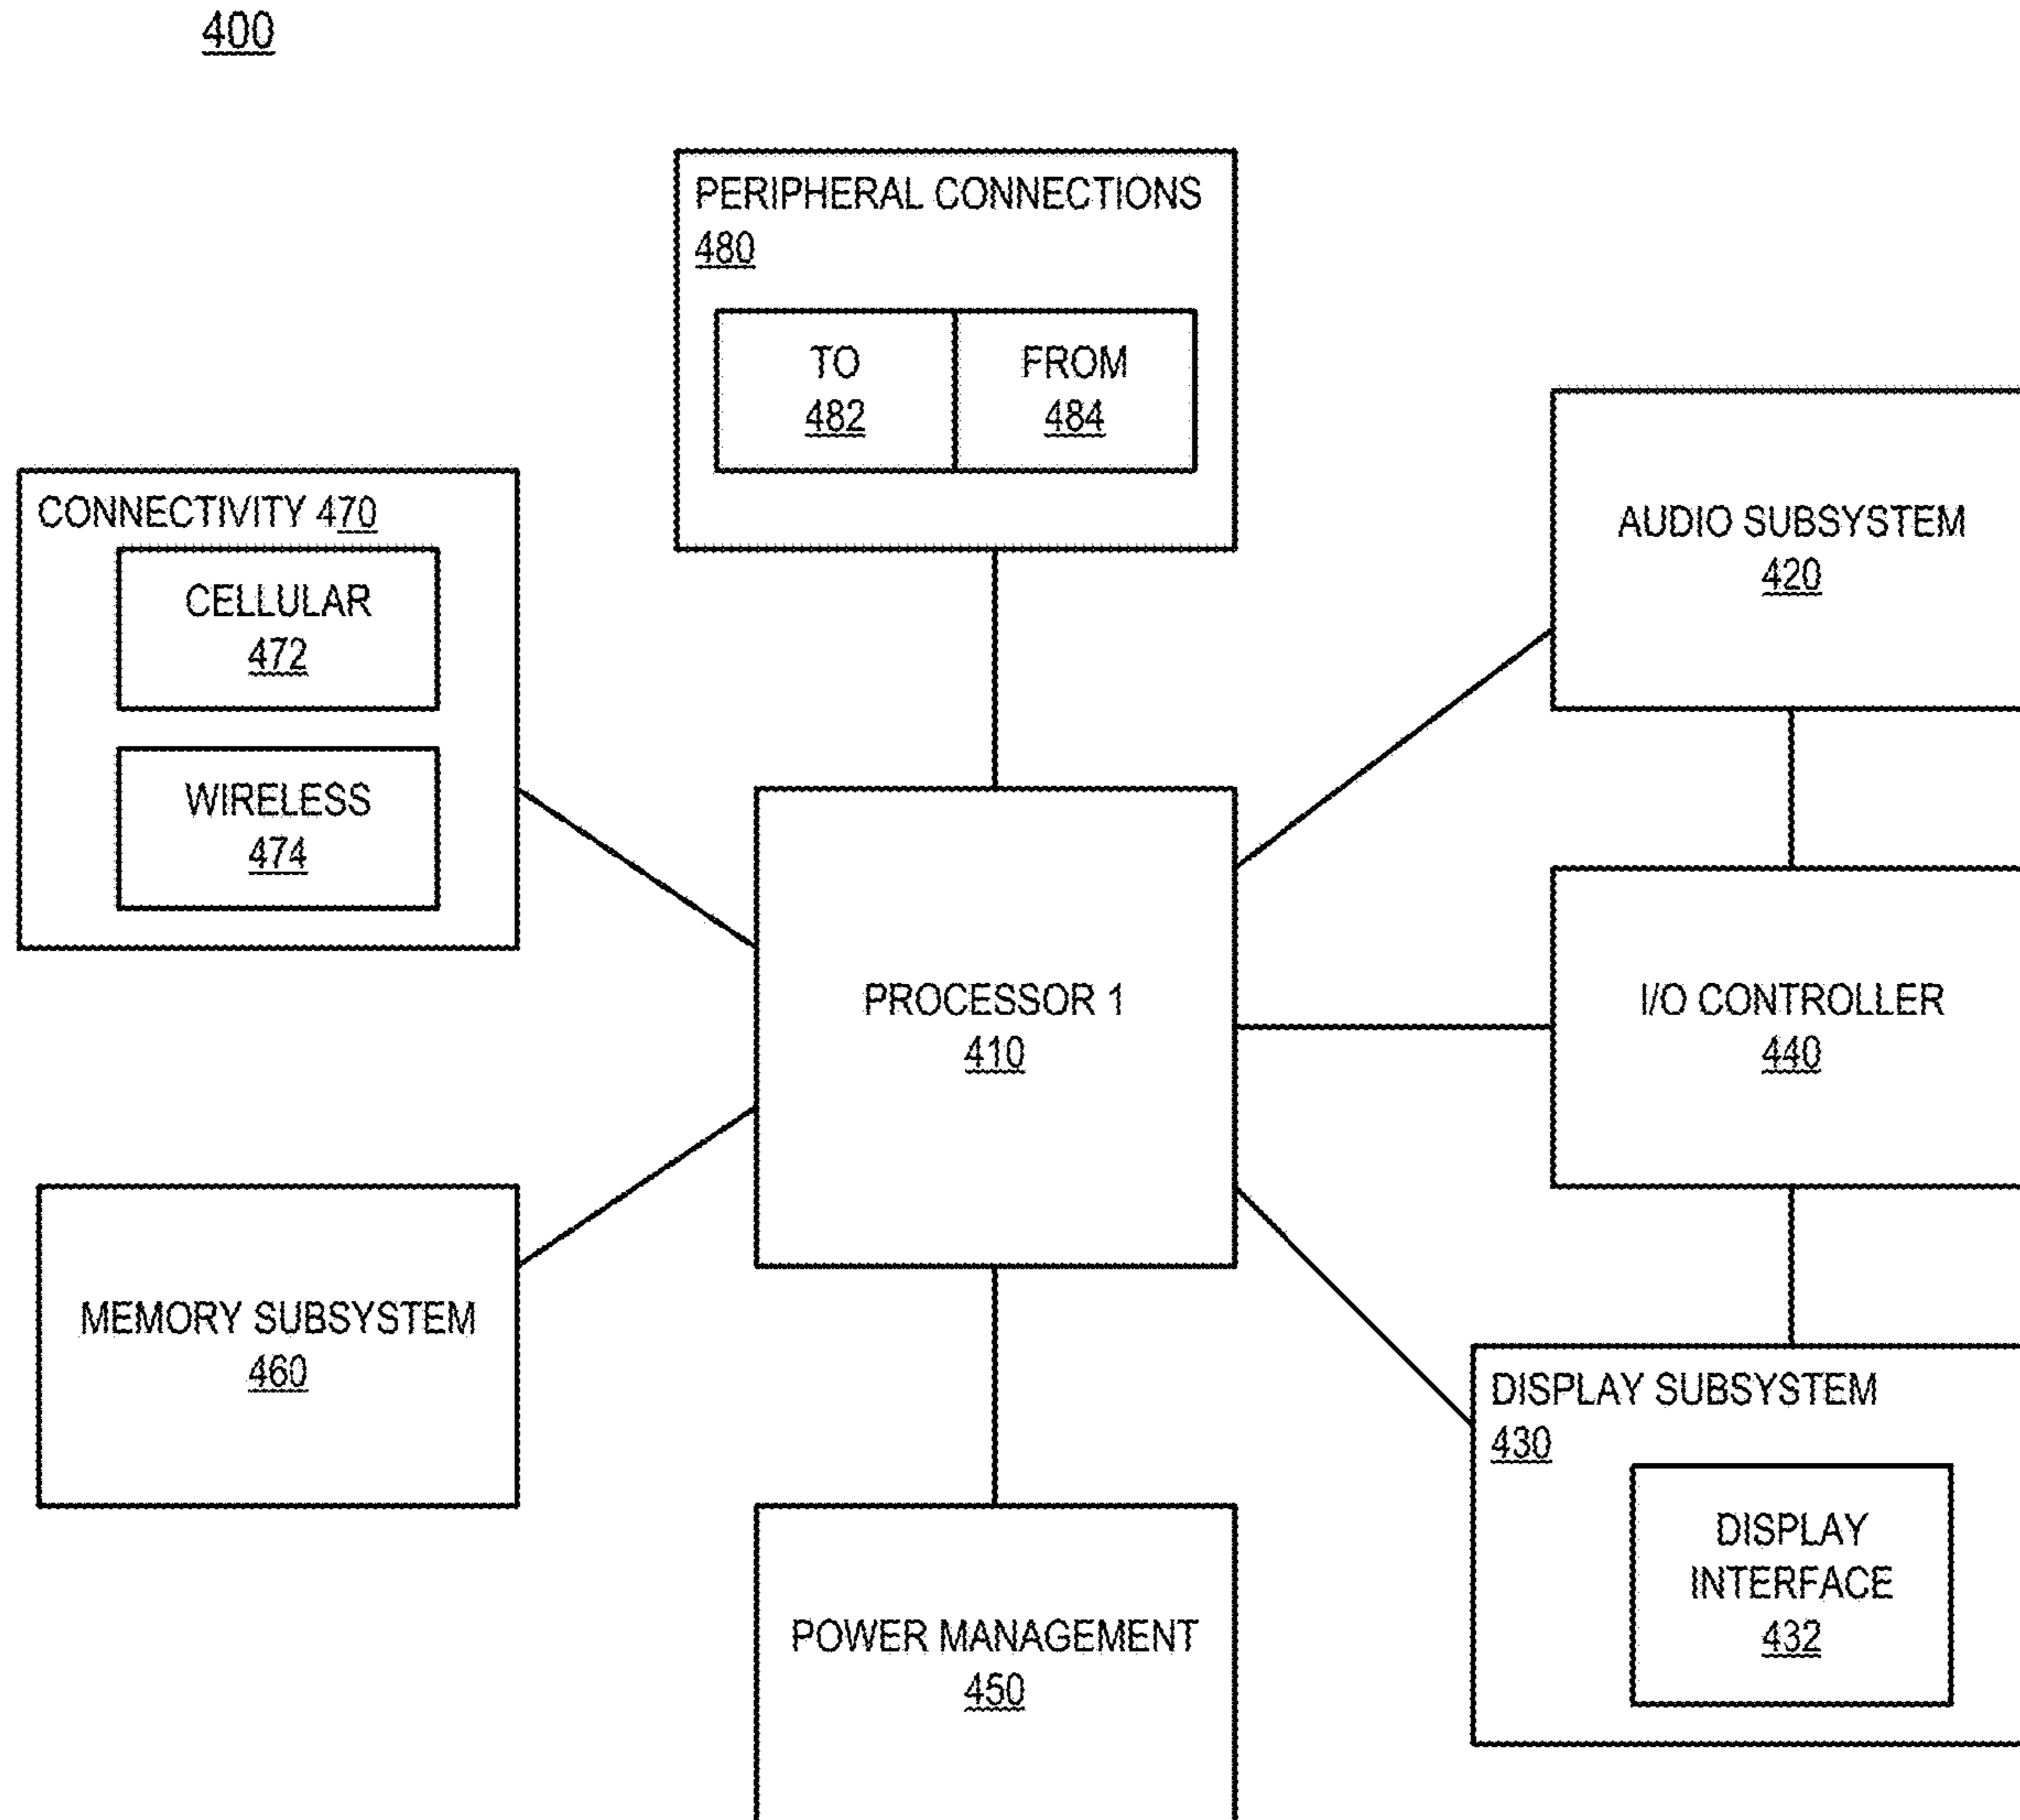 400
PERIPHERAL CONNECTIONS
480
TO
482
FROM
484
CONNECTIVITY 470
CELLULAR
472
WIRELESS
474
AUDIO SUBSYSTEM
420
PROCESSOR 1
410
I/O CONTROLLER
440
MEMORY SUBSYSTEM
460
DISPLAY SUBSYSTEM
430
DISPLAY
INTERFACE
432
POWER MANAGEMENT
450